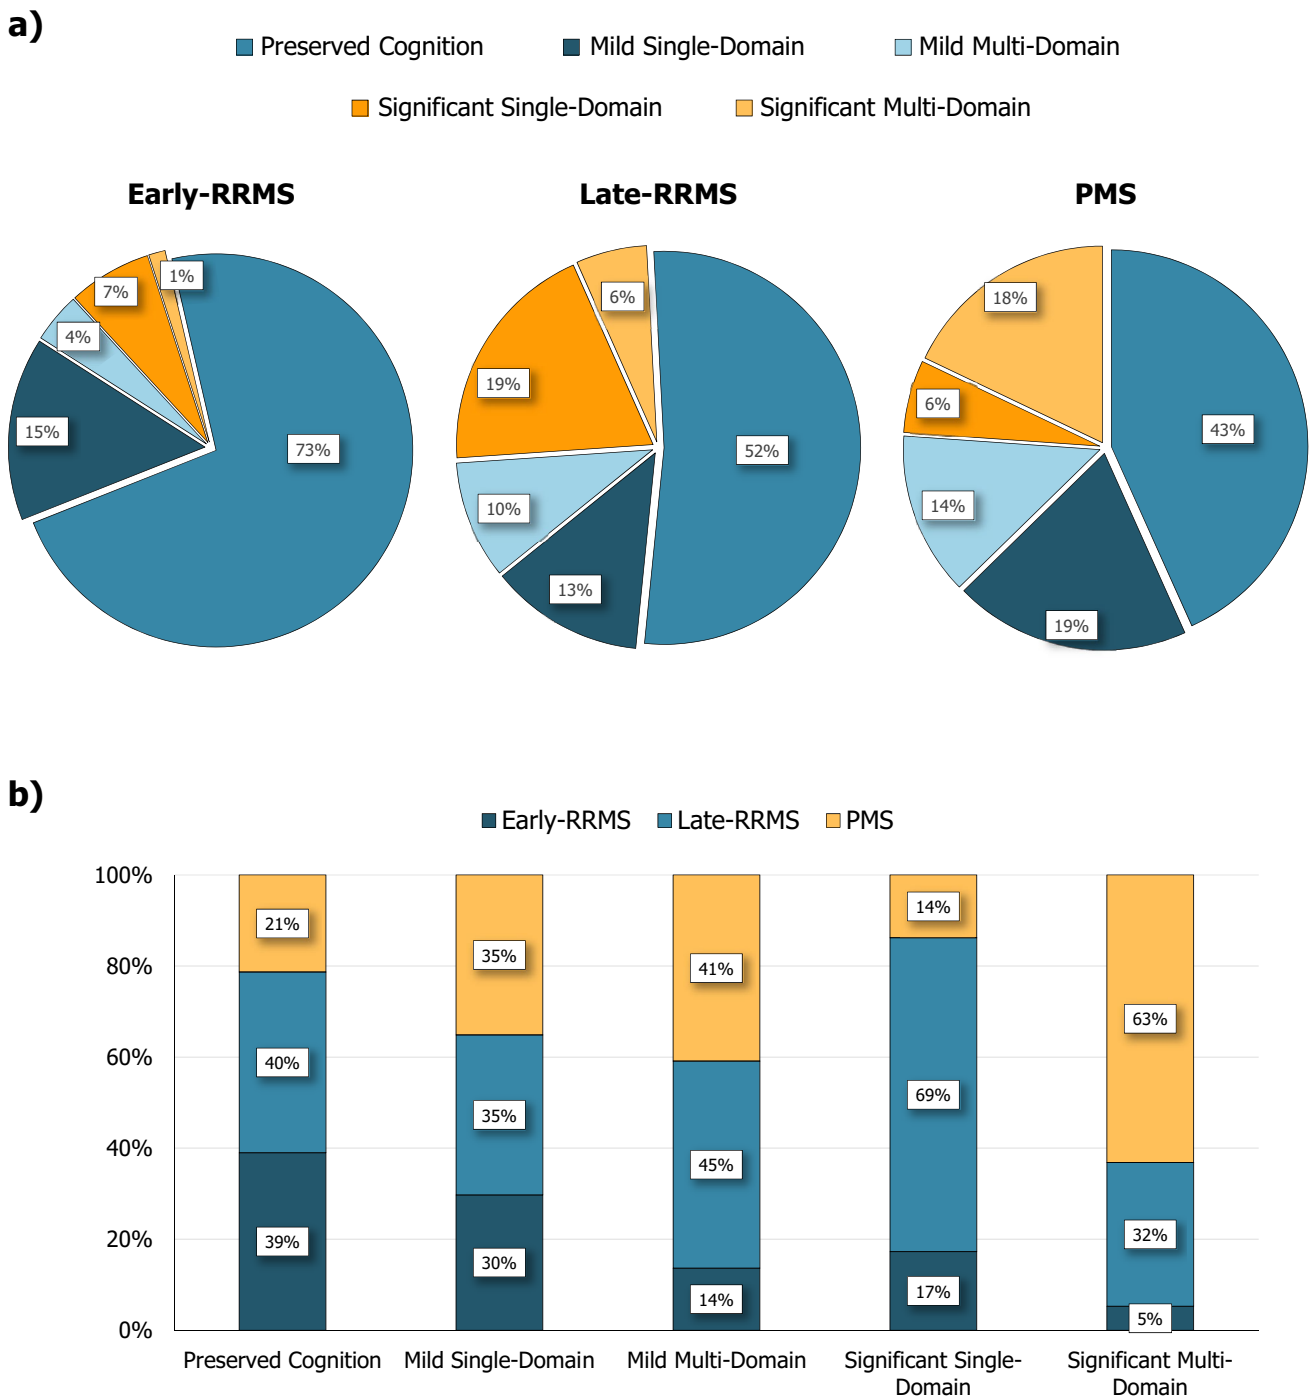 a)
Preserved Cognition Mild Single-Domain Mild Multi-Domain
Significant Single-Domain Significant Multi-Domain
Early-RRMS Late-RRMS PMS
1%
7%
4%
15%
73%
6%
19%
52%
10%
13%
18%
6%
43%
14%
19%
b)
Early-RRMS Late-RRMS PMS
100%
80%
60%
40%
20%
0%
21%
40%
39%
35%
35%
30%
41%
45%
14%
14%
69%
17%
63%
32%
5%
Preserved Cognition
Mild Single-Domain
Mild Multi-Domain
Significant Single-
Domain
Significant Multi-
Domain